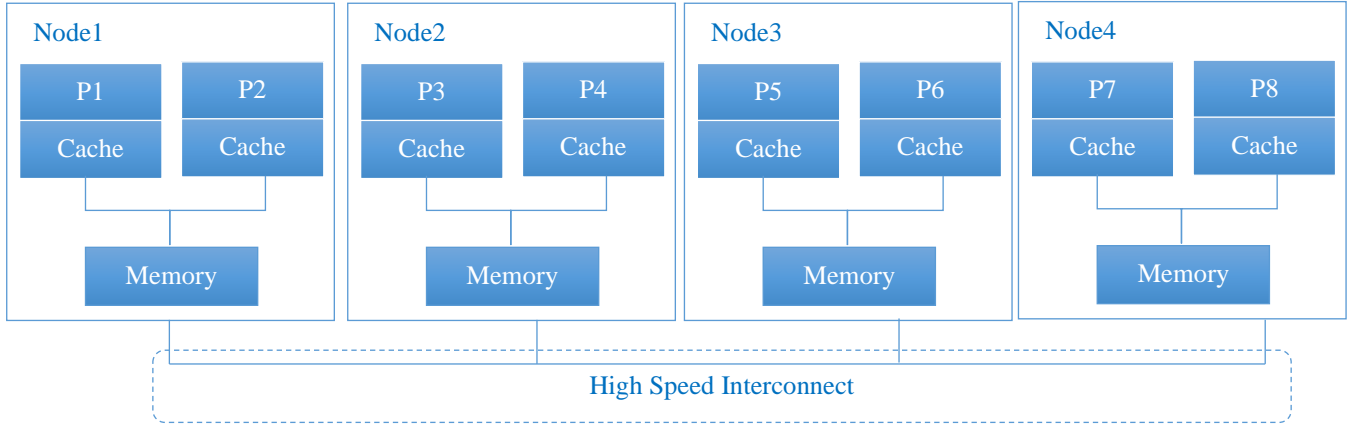 Node1
Node2
Node3
Node4
P1
P2
P3
P4
P5
P6
P7
P8
Cache
Cache
Cache
Cache
Cache
Cache
Cache
Cache
Memory
Memory
Memory
Memory
High Speed Interconnect